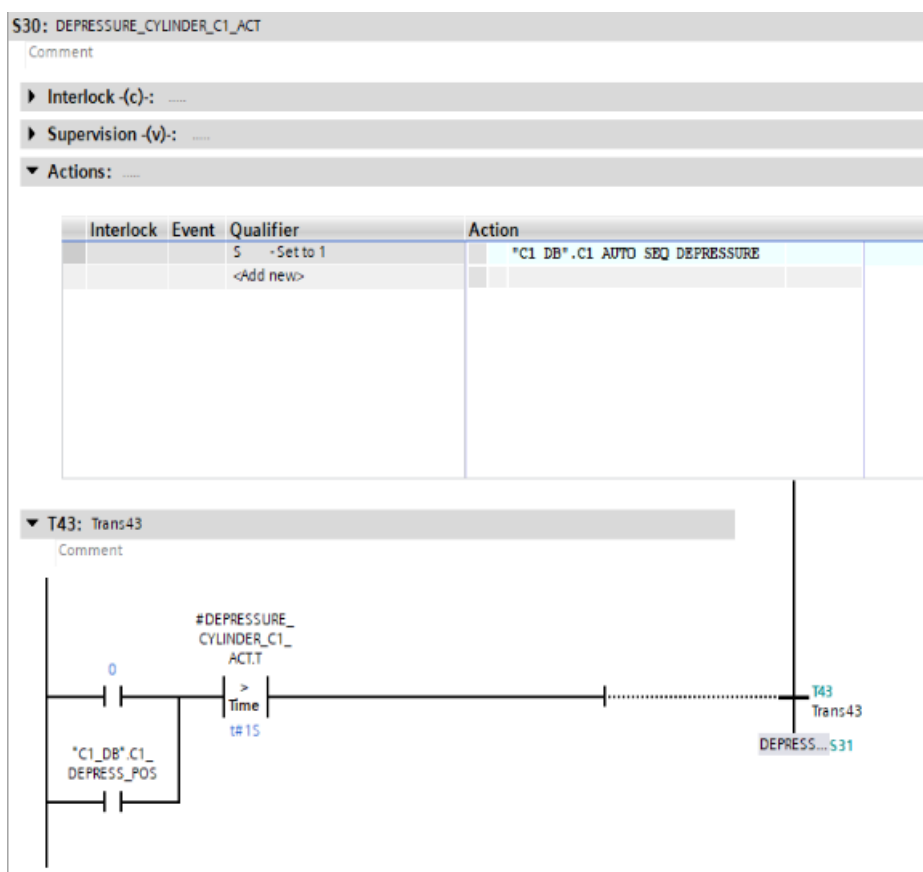 S30: DEPRESSURE_CYLINDER_C1_ACT
Comment
Interlock -(c)-: .....
Supervision -(v)-: .....
Actions: .....
Interlock Event Qualifier Action
S - Set to 1 "C1 DB".C1 AUTO SEQ DEPRESSURE
<Add new>
T43: Trans43
Comment
#DEPRESSURE_
CYLINDER_C1_
ACT.T
0
>
Time
t#1S
T43
Trans43
DEPRESS... S31
"C1_DB".C1_
DEPRESS_POS